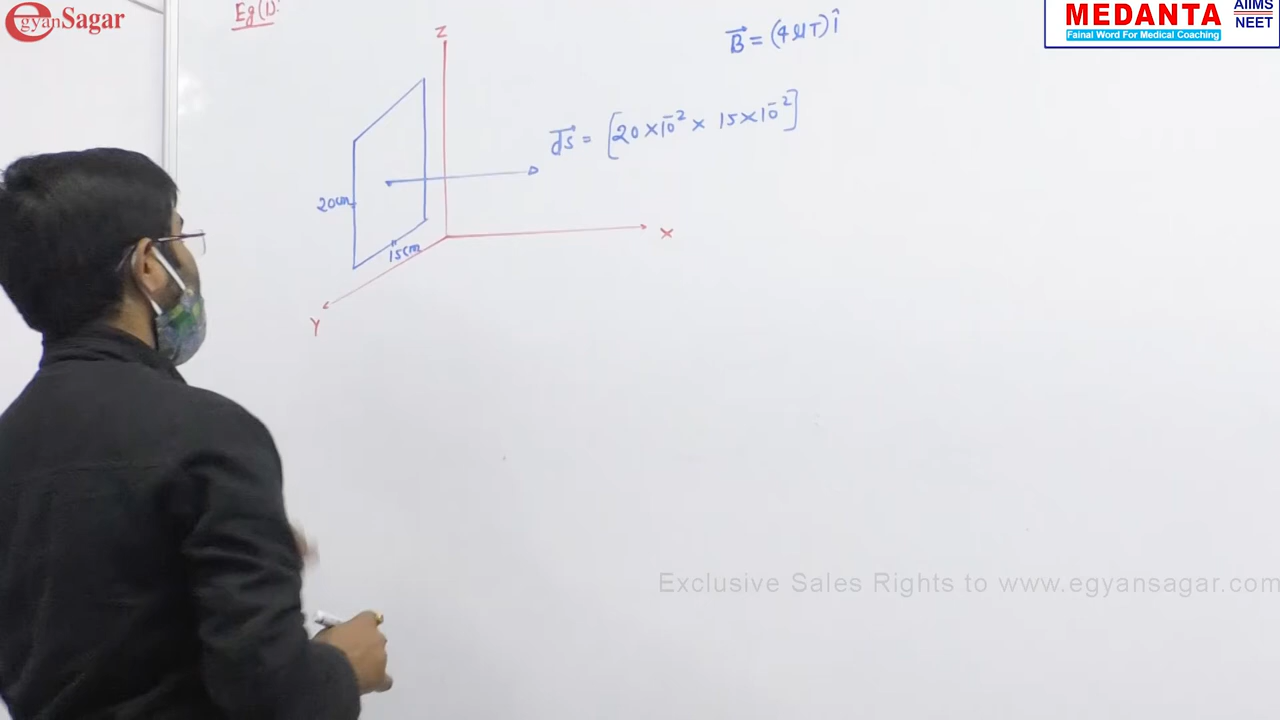 egyanSagar
Eg(1):
MEDANTA
Fainal Word For Medical Coaching
AIIMS
NEET
B⃗ = (4 μT) î
Z
d⃗s = [20×10⁻² × 15×10⁻²]
20cm
15cm
X
Y
Exclusive Sales Rights to www.egyansagar.com